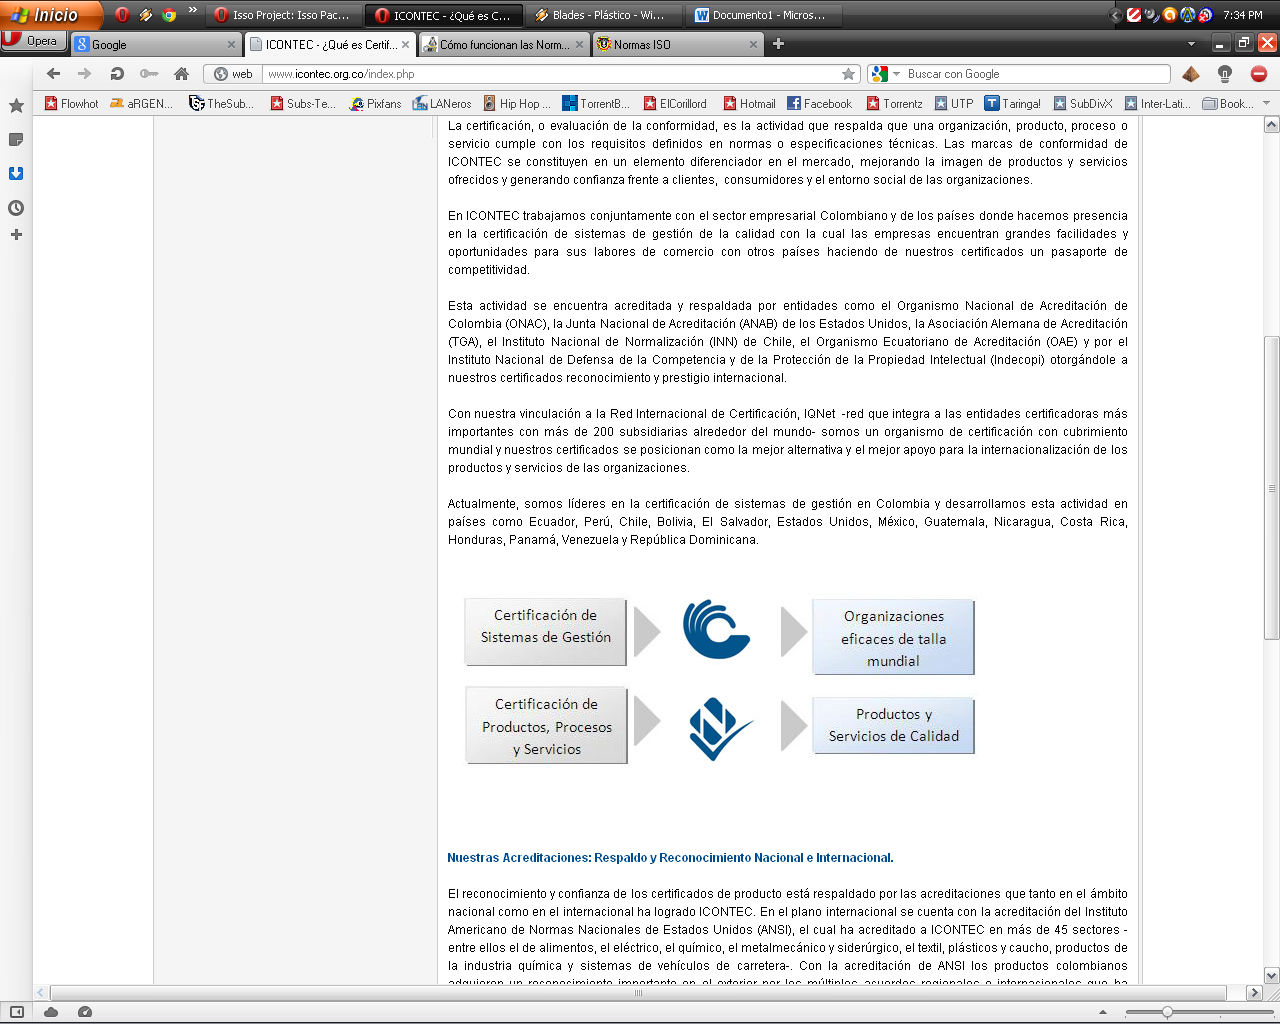 Inicio
»
Isso Project: Isso Pac...
ICONTEC - ¿Qué es C...
Blades - Plástico - Wi...
Documento1 - Micros...
7:34 PM
Opera
Google
ICONTEC - ¿Qué es Certif...
Cómo funcionan las Norm...
Normas ISO
web
www.icontec.org.co/index.php
Buscar con Google
Flowhot
aRGEN...
TheSub...
Subs-Te...
Pixfans
LANeros
Hip Hop ...
TorrentB...
ElCorillord
Hotmail
Facebook
Torrentz
UTP
Taringa!
SubDivX
Inter-Lati...
Book...
La certificación, o evaluación de la conformidad, es la actividad que respalda que una organización, producto, proceso o
servicio cumple con los requisitos definidos en normas o especificaciones técnicas. Las marcas de conformidad de
ICONTEC se constituyen en un elemento diferenciador en el mercado, mejorando la imagen de productos y servicios
ofrecidos y generando confianza frente a clientes, consumidores y el entorno social de las organizaciones.
En ICONTEC trabajamos conjuntamente con el sector empresarial Colombiano y de los países donde hacemos presencia
en la certificación de sistemas de gestión de la calidad con la cual las empresas encuentran grandes facilidades y
oportunidades para sus labores de comercio con otros países haciendo de nuestros certificados un pasaporte de
competitividad.
Esta actividad se encuentra acreditada y respaldada por entidades como el Organismo Nacional de Acreditación de
Colombia (ONAC), la Junta Nacional de Acreditación (ANAB) de los Estados Unidos, la Asociación Alemana de Acreditación
(TGA), el Instituto Nacional de Normalización (INN) de Chile, el Organismo Ecuatoriano de Acreditación (OAE) y por el
Instituto Nacional de Defensa de la Competencia y de la Protección de la Propiedad Intelectual (Indecopi) otorgándole a
nuestros certificados reconocimiento y prestigio internacional.
Con nuestra vinculación a la Red Internacional de Certificación, IQNet -red que integra a las entidades certificadoras más
importantes con más de 200 subsidiarias alrededor del mundo- somos un organismo de certificación con cubrimiento
mundial y nuestros certificados se posicionan como la mejor alternativa y el mejor apoyo para la internacionalización de los
productos y servicios de las organizaciones.
Actualmente, somos líderes en la certificación de sistemas de gestión en Colombia y desarrollamos esta actividad en
países como Ecuador, Perú, Chile, Bolivia, El Salvador, Estados Unidos, México, Guatemala, Nicaragua, Costa Rica,
Honduras, Panamá, Venezuela y República Dominicana.
Certificación de
Sistemas de Gestión
Organizaciones
eficaces de talla
mundial
Certificación de
Productos, Procesos
y Servicios
Productos y
Servicios de Calidad
Nuestras Acreditaciones: Respaldo y Reconocimiento Nacional e Internacional.
El reconocimiento y confianza de los certificados de producto está respaldado por las acreditaciones que tanto en el ámbito
nacional como en el internacional ha logrado ICONTEC. En el plano internacional se cuenta con la acreditación del Instituto
Americano de Normas Nacionales de Estados Unidos (ANSI), el cual ha acreditado a ICONTEC en más de 45 sectores -
entre ellos el de alimentos, el eléctrico, el químico, el metalmecánico y siderúrgico, el textil, plásticos y caucho, productos de
la industria química y sistemas de vehículos de carretera-. Con la acreditación de ANSI los productos colombianos
adquieren un reconocimiento importante en el exterior por los múltiples acuerdos regionales e internacionales que ha